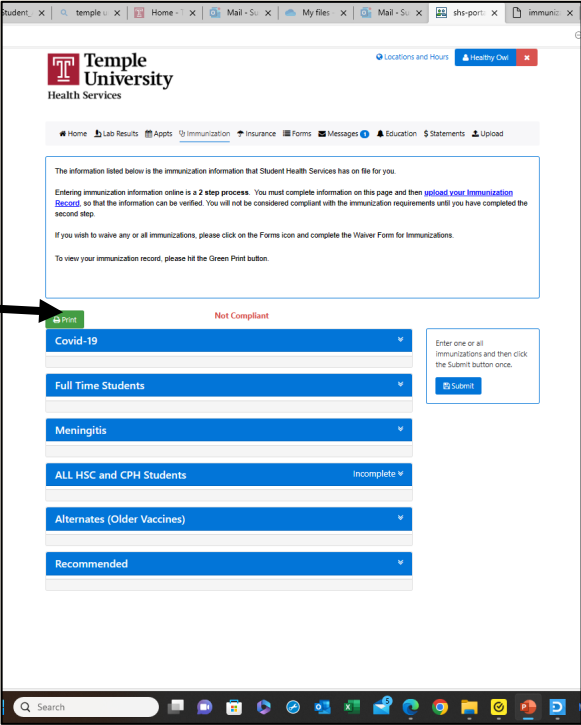 Student_
temple u
Home - T
Mail - Su
My files -
Mail - Su
shs-porta
immuniz
Temple
University
Health Services
Locations and Hours
Healthy Owl
Home Lab Results Appts Immunization Insurance Forms Messages 1 Education $ Statements Upload
The information listed below is the immunization information that Student Health Services has on file for you.
Entering immunization information online is a 2 step process. You must complete information on this page and then upload your Immunization
Record, so that the information can be verified. You will not be considered compliant with the immunization requirements until you have completed the
second step.
If you wish to waive any or all immunizations, please click on the Forms icon and complete the Waiver Form for Immunizations.
To view your immunization record, please hit the Green Print button.
Print
Not Compliant
Covid-19
Enter one or all
immunizations and then click
the Submit button once.
Submit
Full Time Students
Meningitis
ALL HSC and CPH Students Incomplete
Alternates (Older Vaccines)
Recommended
Search